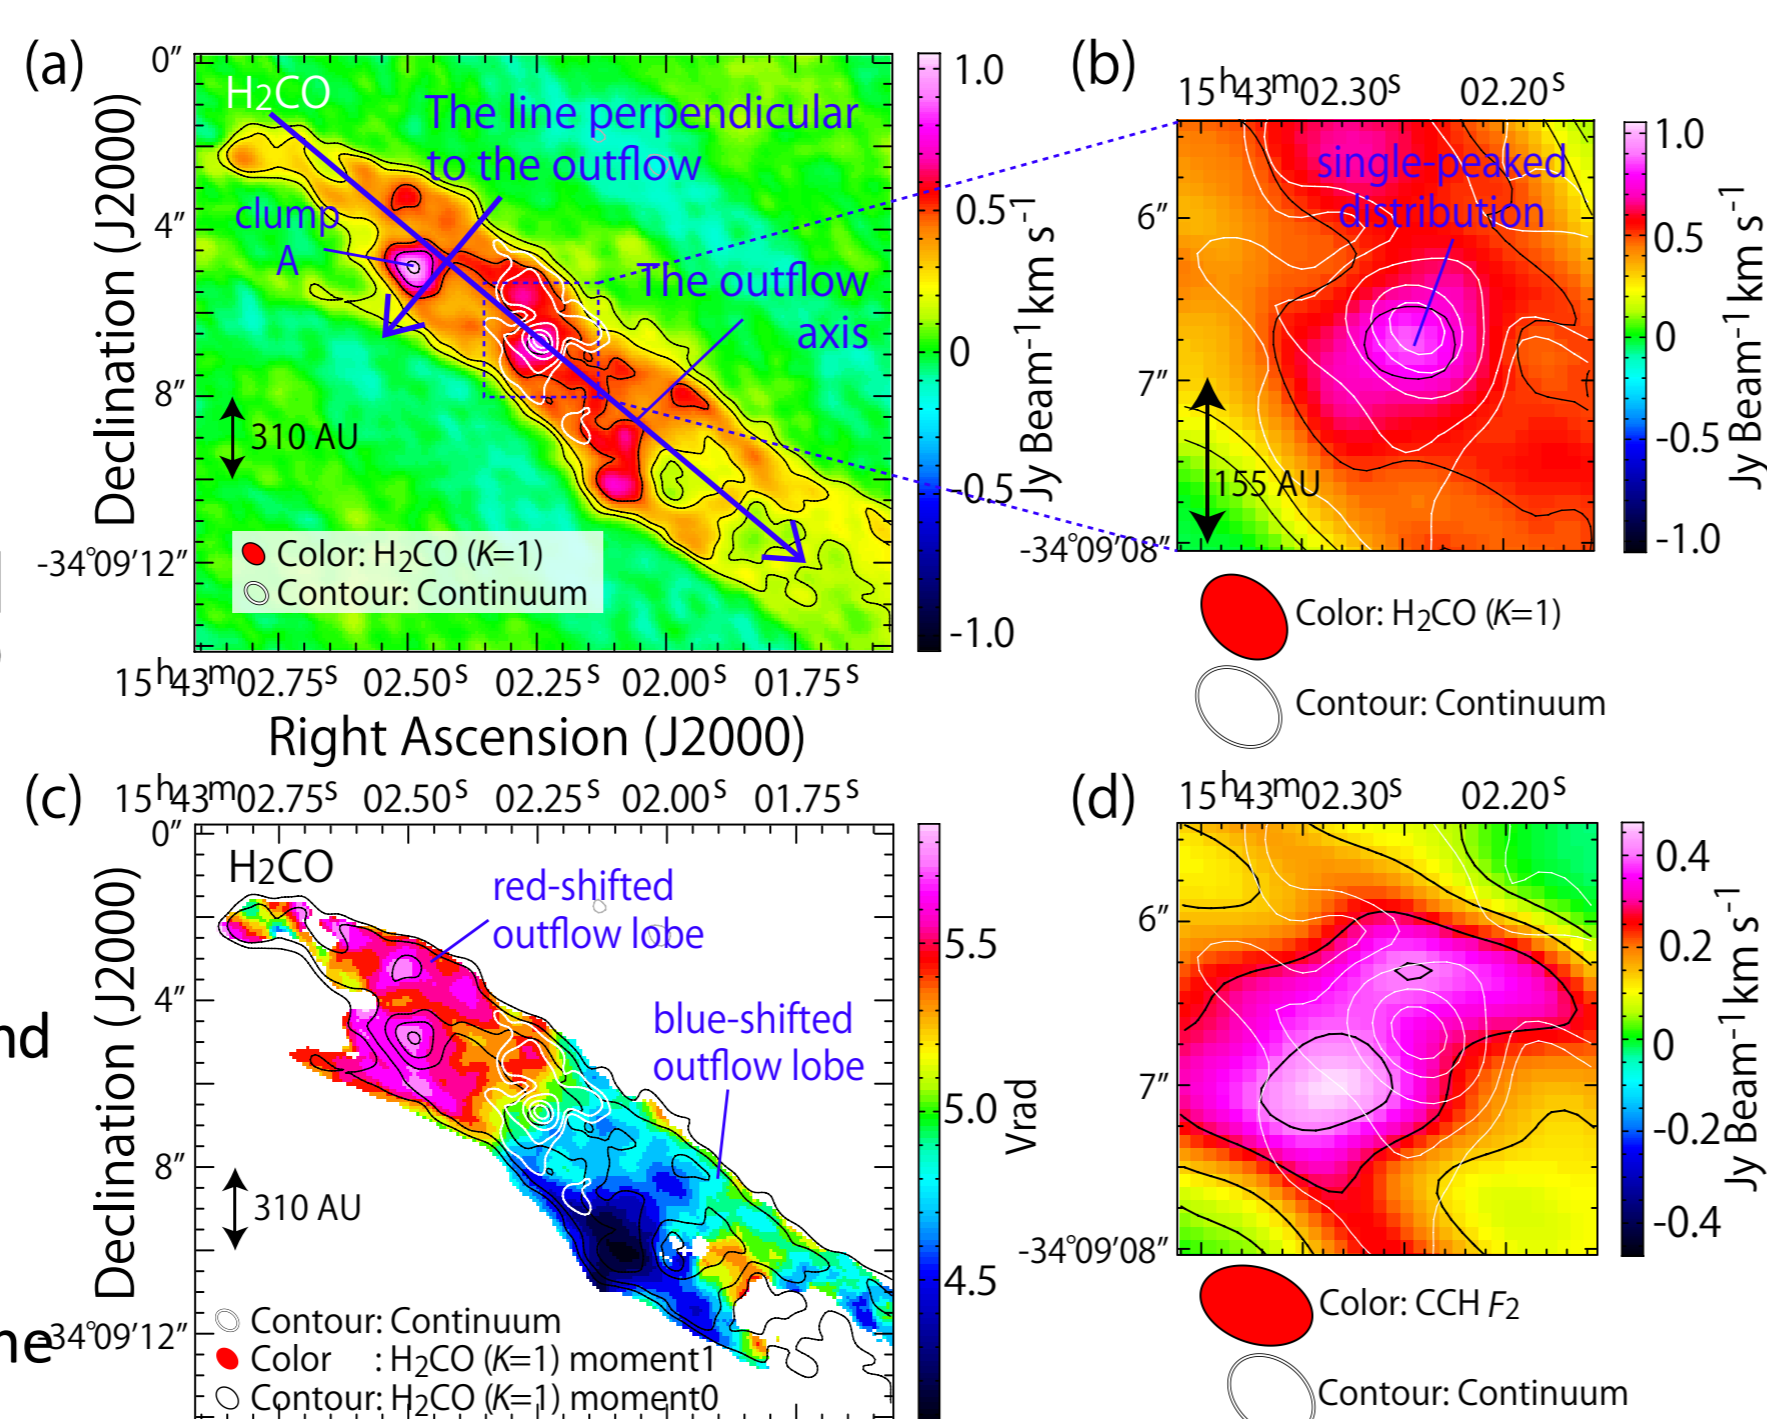 (a)
H2CO
The line perpendicular
to the outflow
clump
A
The outflow
axis
310 AU
Color: H2CO (K=1)
Contour: Continuum
0″
4″
8″
-34°09′12″
Declination (J2000)
15h43m02.75s 02.50s 02.25s 02.00s 01.75s
Right Ascension (J2000)
1.0
0.5
0
-0.5
-1.0
Jy Beam−1km s−1
(b)
15h43m02.30s 02.20s
single-peaked
distribution
6″
7″
-34°09′08″
155 AU
1.0
0.5
0
-0.5
-1.0
Jy Beam−1km s−1
Color: H2CO (K=1)
Contour: Continuum
(c)
15h43m02.75s 02.50s 02.25s 02.00s 01.75s
H2CO
red-shifted
outflow lobe
blue-shifted
outflow lobe
0″
4″
8″
34°09′12″
Declination (J2000)
310 AU
Contour: Continuum
Color : H2CO (K=1) moment1
Contour: H2CO (K=1) moment0
5.5
5.0
4.5
Vrad
(d)
15h43m02.30s 02.20s
6″
7″
-34°09′08″
0.4
0.2
0
-0.2
-0.4
Jy Beam−1km s−1
Color: CCH F2
Contour: Continuum
nd
ne